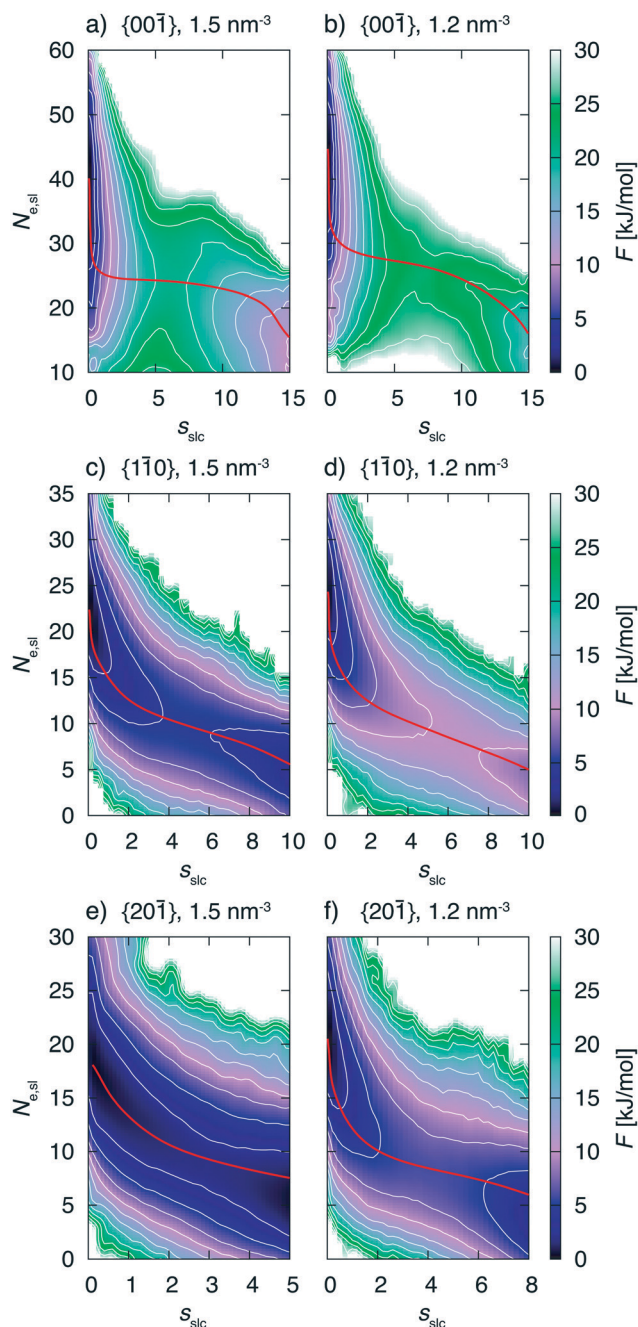 a) {001̄}, 1.5 nm⁻³
b) {001̄}, 1.2 nm⁻³
60
50
40
30
20
10
N_e,sl
0 5 10 15
0 5 10 15
s_slc
s_slc
30
25
20
15
10
5
0
F [kJ/mol]
c) {11̄0}, 1.5 nm⁻³
d) {11̄0}, 1.2 nm⁻³
35
30
25
20
15
10
5
0
N_e,sl
0 2 4 6 8 10
0 2 4 6 8 10
s_slc
s_slc
30
25
20
15
10
5
0
F [kJ/mol]
e) {201̄}, 1.5 nm⁻³
f) {201̄}, 1.2 nm⁻³
30
25
20
15
10
5
0
N_e,sl
0 1 2 3 4 5
0 2 4 6 8
s_slc
s_slc
30
25
20
15
10
5
0
F [kJ/mol]